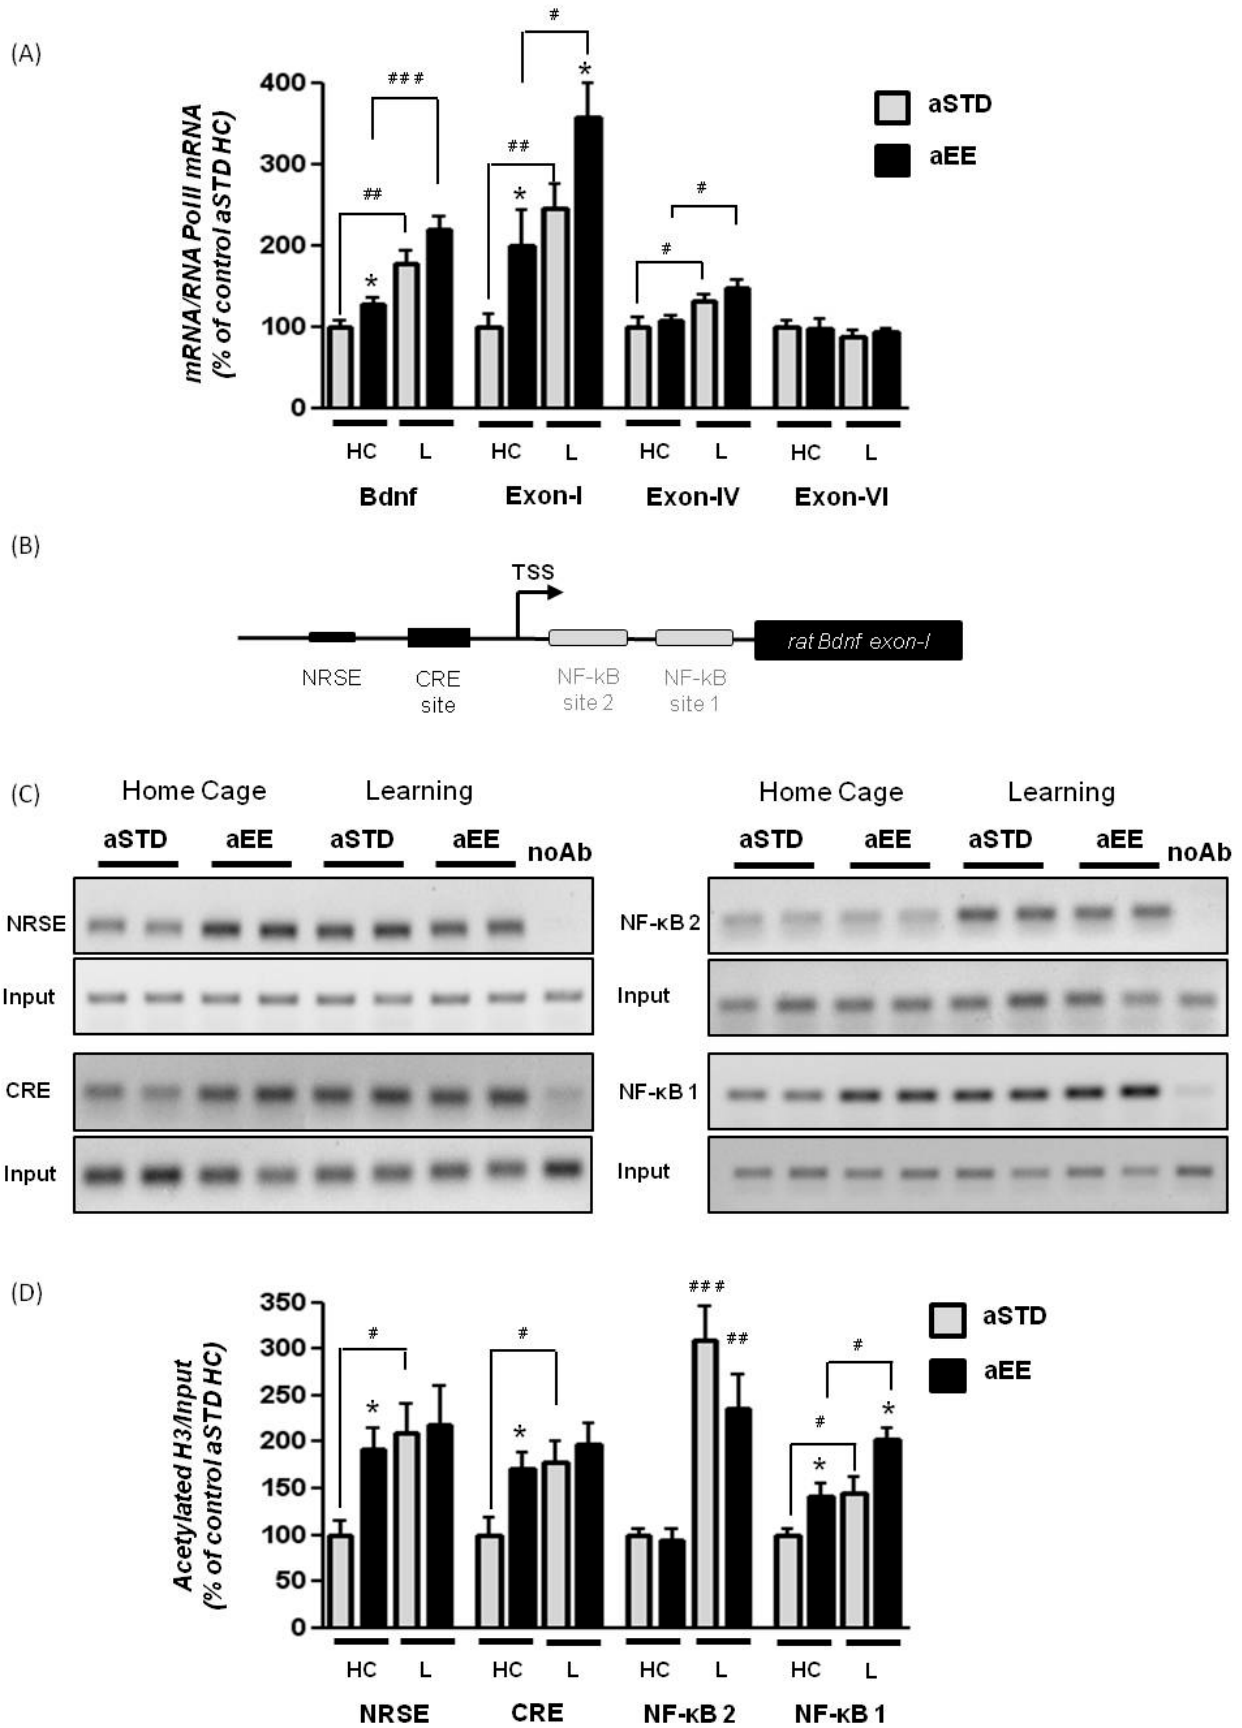 (A)
mRNA/RNA PolII mRNA
(% of control aSTD HC)
400
300
200
100
0
##
*
###
##
*
#
*
#
#
aSTD
aEE
HC L HC L HC L HC L
Bdnf Exon-I Exon-IV Exon-VI
(B)
TSS
rat Bdnf exon-I
NRSE
CRE
site
NF-kB
site 2
NF-kB
site 1
(C)
Home Cage Learning
aSTD aEE aSTD aEE noAb
NRSE
Input
CRE
Input
Home Cage Learning
aSTD aEE aSTD aEE noAb
NF-κB 2
Input
NF-κB 1
Input
(D)
Acetylated H3/Input
(% of control aSTD HC)
350
300
250
200
150
100
50
0
#
*
#
*
###
##
#
*
#
*
aSTD
aEE
HC L HC L HC L HC L
NRSE CRE NF-κB 2 NF-κB 1